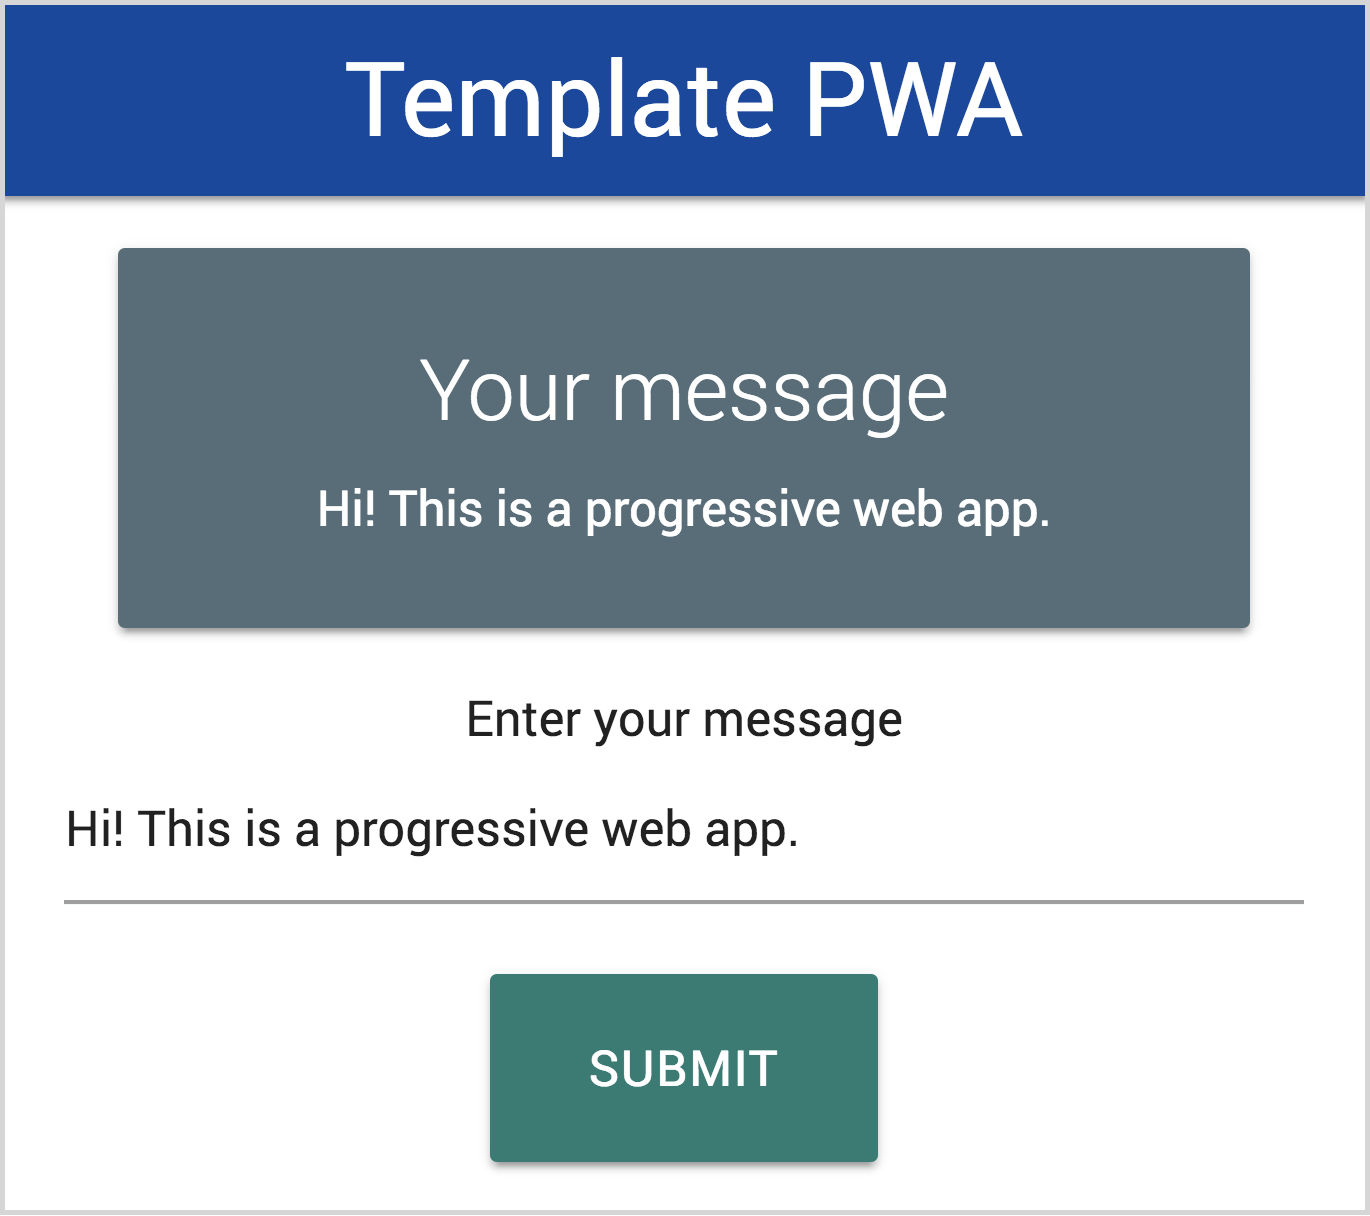 Template PWA
Your message
Hi! This is a progressive web app.
Enter your message
Hi! This is a progressive web app.
SUBMIT